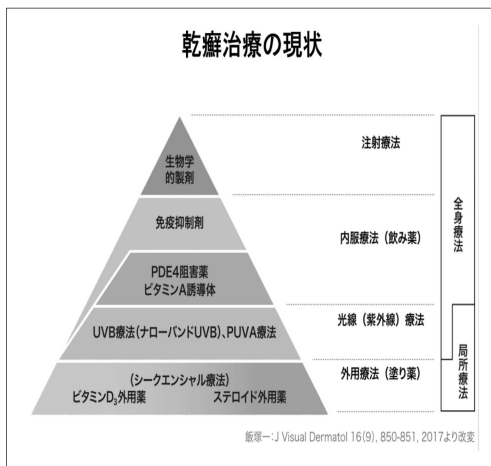 乾癬治療の現状
生物学
的製剤
免疫抑制剤
PDE4阻害薬
ビタミンA誘導体
UVB療法(ナローバンドUVB)、PUVA療法
(シークエンシャル療法)
ビタミンD₃外用薬 ステロイド外用薬
注射療法
内服療法（飲み薬）
光線（紫外線）療法
外用療法（塗り薬）
全身療法
局所療法
飯塚一：J Visual Dermatol 16(9), 850-851, 2017より改変